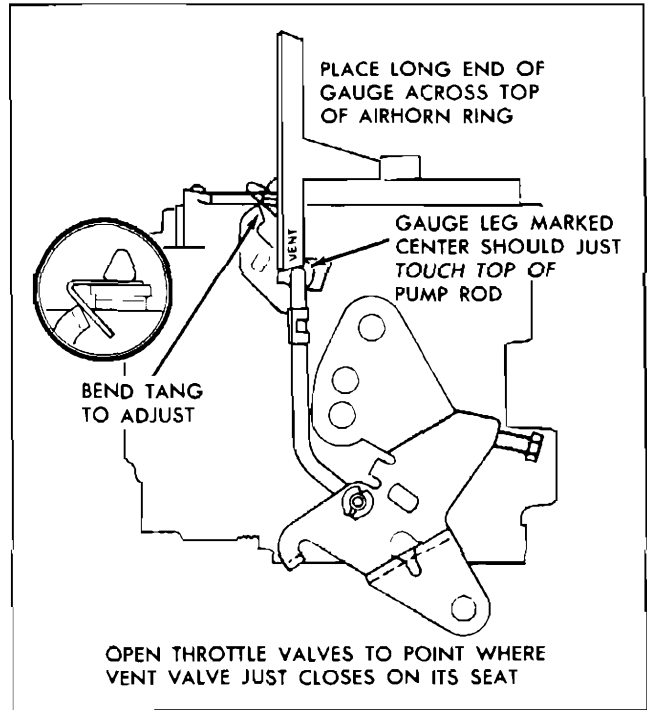 PLACE LONG END OF
GAUGE ACROSS TOP
OF AIRHORN RING
VENT
GAUGE LEG MARKED
CENTER SHOULD JUST
TOUCH TOP OF
PUMP ROD
BEND TANG
TO ADJUST
OPEN THROTTLE VALVES TO POINT WHERE
VENT VALVE JUST CLOSES ON ITS SEAT